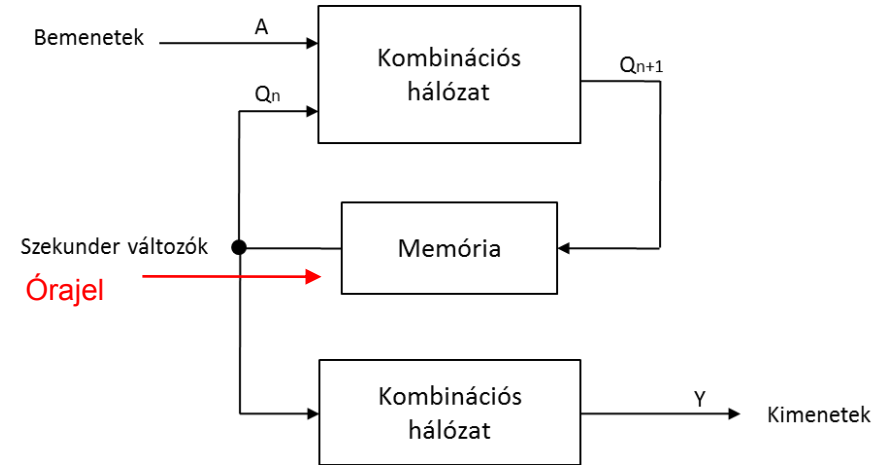 Bemenetek
A
Kombinációs
hálózat
Qn+1
Qn
Szekunder változók
Memória
Órajel
Kombinációs
hálózat
Y
Kimenetek